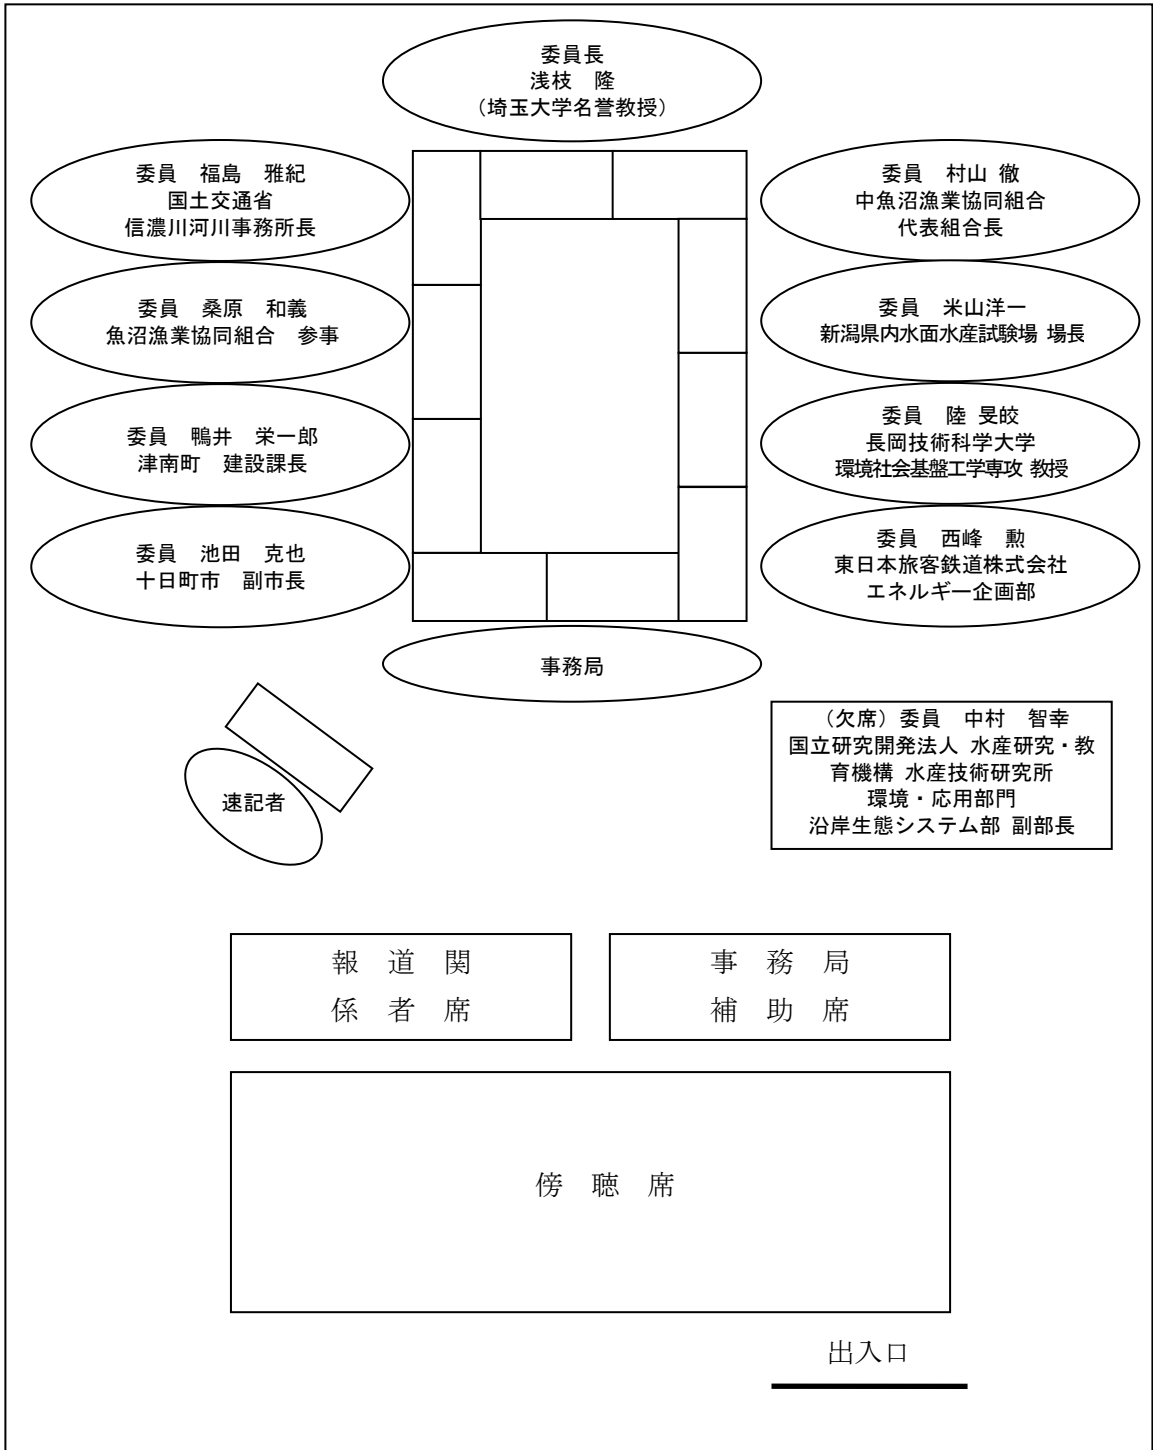 委員長
浅枝　隆
（埼玉大学名誉教授）
委員　福島　雅紀
国土交通省
信濃川河川事務所長
委員　村山 徹
中魚沼漁業協同組合
代表組合長
委員　桑原　和義
魚沼漁業協同組合　参事
委員　米山洋一
新潟県内水面水産試験場 場長
委員　鴨井　栄一郎
津南町　建設課長
委員　陸 旻皎
長岡技術科学大学
環境社会基盤工学専攻 教授
委員　池田　克也
十日町市　副市長
委員　西峰　勲
東日本旅客鉄道株式会社
エネルギー企画部
事務局
（欠席）委員　中村　智幸
国立研究開発法人 水産研究・教
育機構 水産技術研究所
環境・応用部門
沿岸生態システム部 副部長
速記者
報　道　関
係　者　席
事　務　局
補　助　席
傍　聴　席
出入口